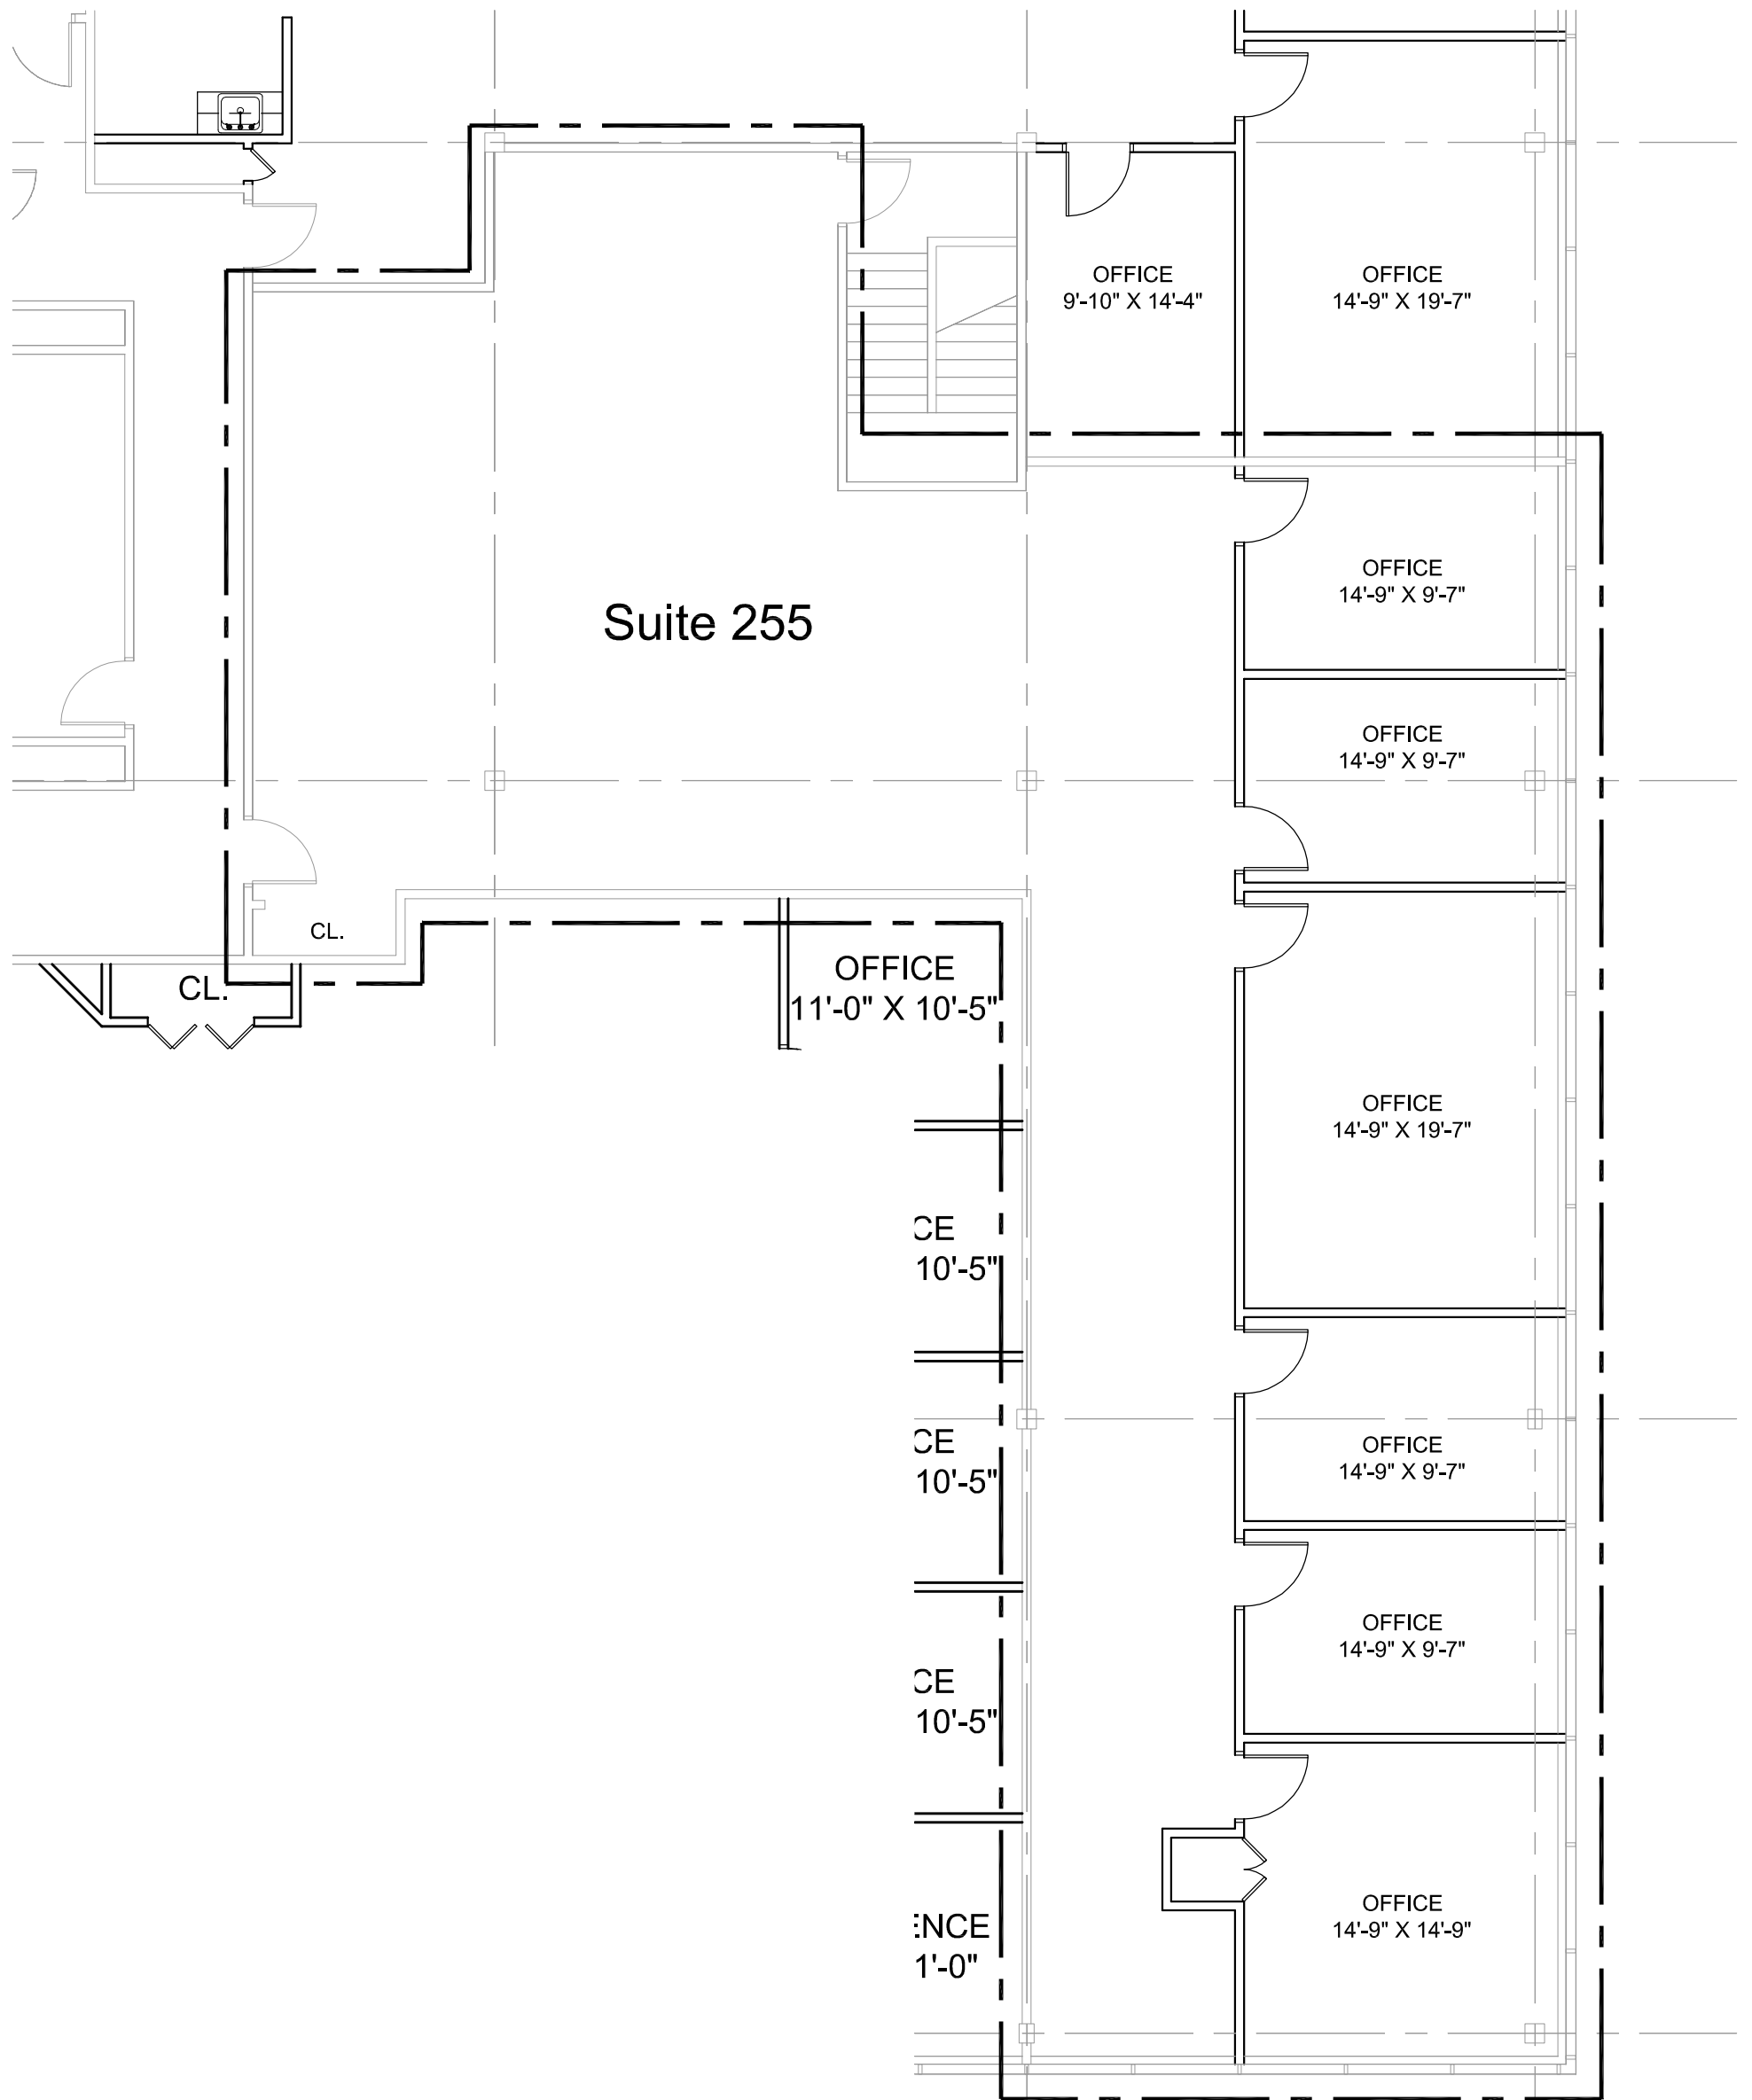 OFFICE
9'-10" X 14'-4"
OFFICE
14'-9" X 19'-7"
OFFICE
14'-9" X 9'-7"
Suite 255
OFFICE
14'-9" X 9'-7"
CL.
CL.
OFFICE
11'-0" X 10'-5"
OFFICE
14'-9" X 19'-7"
CE
10'-5"
CE
10'-5"
OFFICE
14'-9" X 9'-7"
OFFICE
14'-9" X 9'-7"
CE
10'-5"
OFFICE
14'-9" X 14'-9"
ENCE
1'-0"